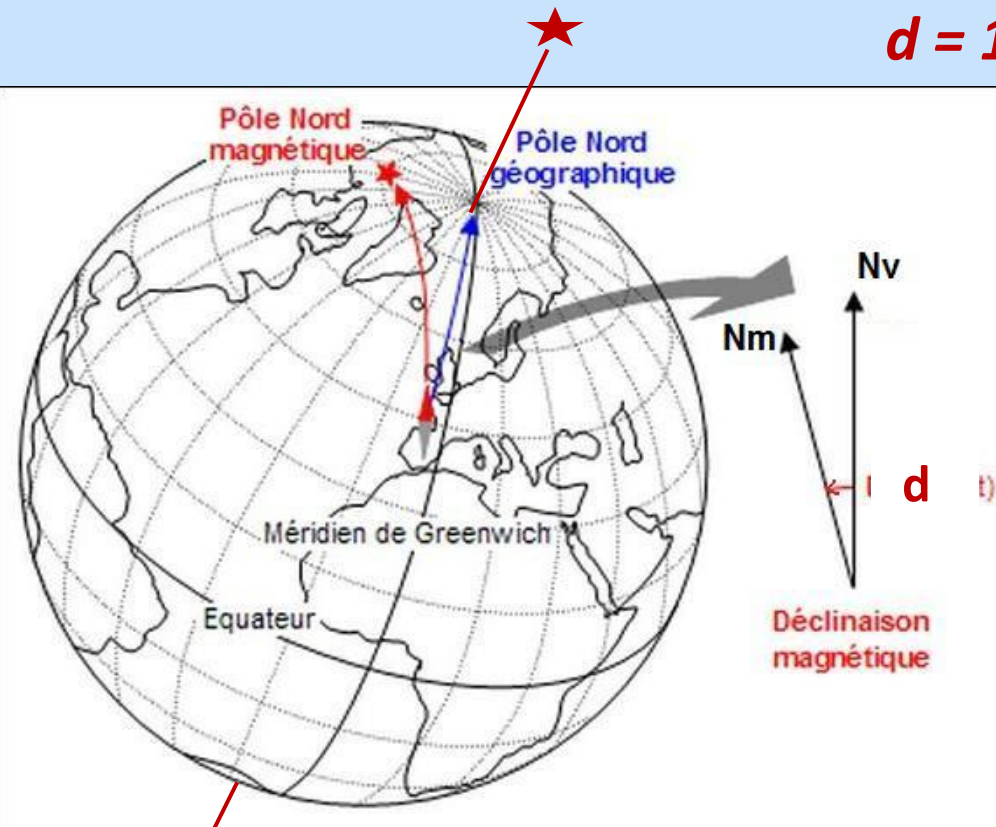 d = 1
Pôle Nord
magnétique
Pôle Nord
géographique
Nv
Nm
d
t)
Méridien de Greenwich
Equateur
Déclinaison
magnétique